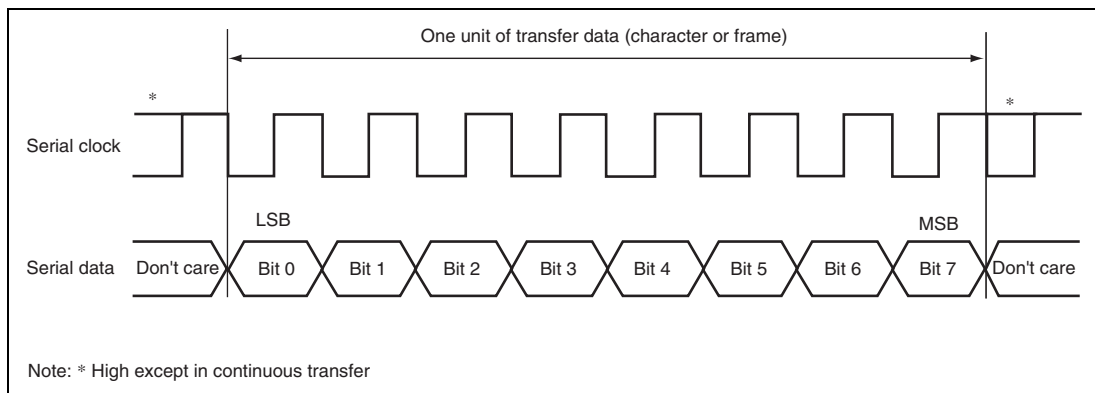 One unit of transfer data (character or frame)
* *
Serial clock
LSB MSB
Serial data Don't care Bit 0 Bit 1 Bit 2 Bit 3 Bit 4 Bit 5 Bit 6 Bit 7 Don't care
Note: * High except in continuous transfer